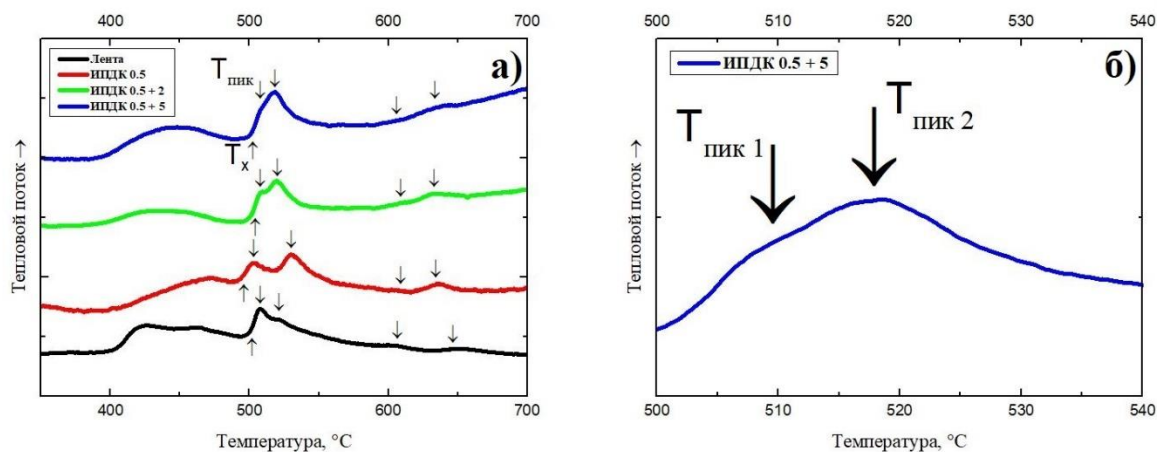 400 500 600 700
Лента
ИПДК 0.5
ИПДК 0.5 + 2
ИПДК 0.5 + 5
Tпик
а)
Tx
Тепловой поток →
400 500 600 700
Температура, °C
500 510 520 530 540
ИПДК 0.5 + 5
б)
Tпик 1
Tпик 2
Тепловой поток →
500 510 520 530 540
Температура, °C